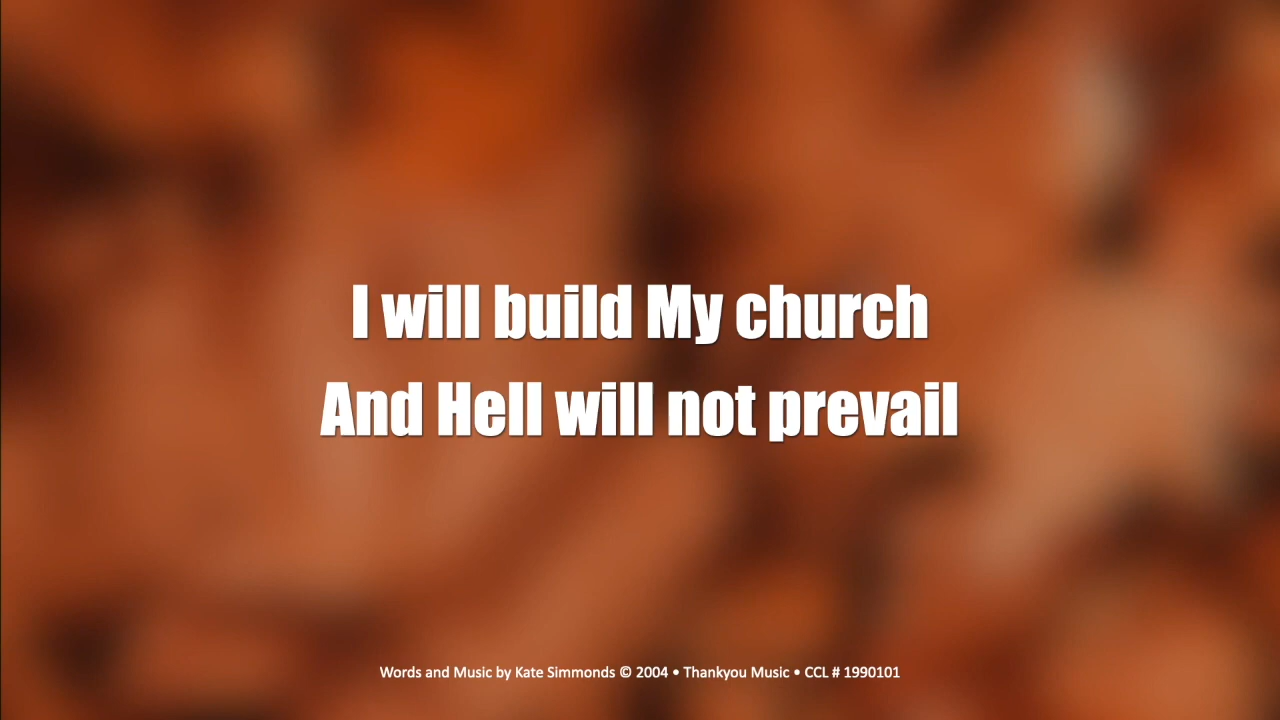 I will build My church
And Hell will not prevail
Words and Music by Kate Simmonds © 2004 • Thankyou Music • CCL # 1990101